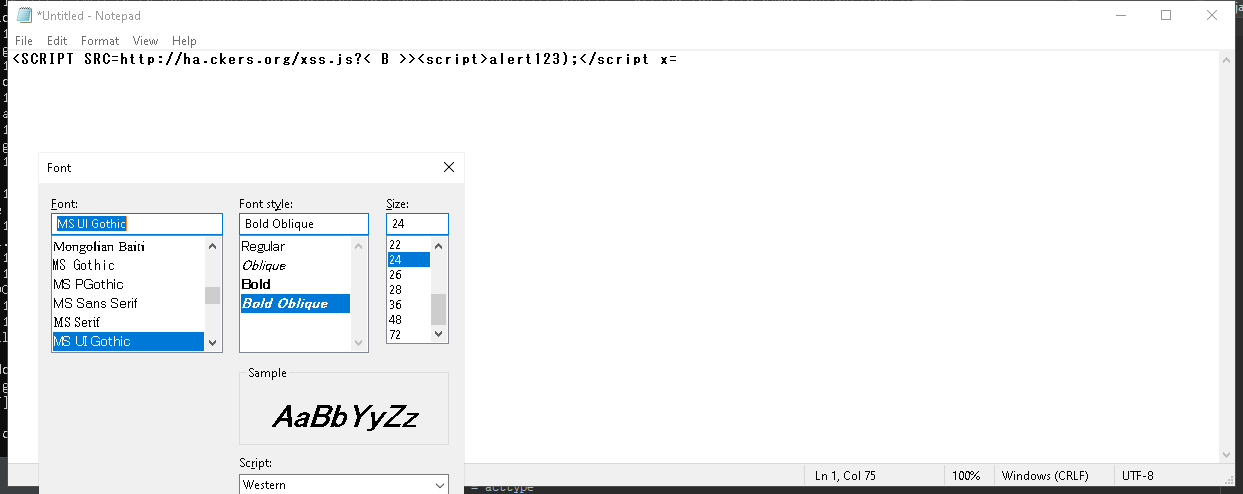 *Untitled - Notepad
File Edit Format View Help
<SCRIPT SRC=http://ha.ckers.org/xss.js?< B >><script>alert123);</script x=
Font
Font: Font style: Size:
MS UI Gothic Bold Oblique 24
Mongolian Baiti Regular 22
MS Gothic Oblique 24
MS PGothic Bold 26
MS Sans Serif Bold Oblique 28
MS Serif 36
MS UI Gothic 48
72
Sample
AaBbYyZz
Script:
Western
Ln 1, Col 75 100% Windows (CRLF) UTF-8
= acctype